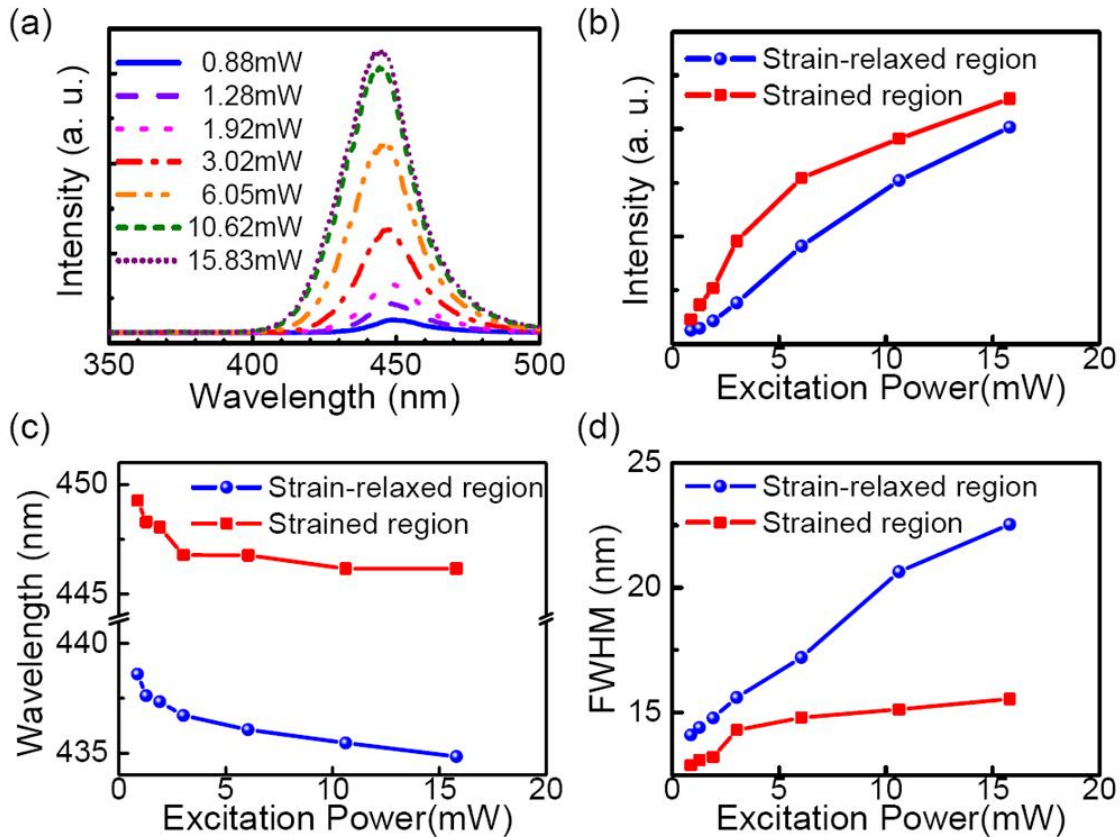 (a)
0.88mW
1.28mW
1.92mW
3.02mW
6.05mW
10.62mW
15.83mW
Intensity (a. u.)
350 400 450 500
Wavelength (nm)
(b)
Strain-relaxed region
Strained region
Intensity (a. u.)
0 5 10 15 20
Excitation Power(mW)
(c)
Strain-relaxed region
Strained region
450
445
440
435
Wavelength (nm)
0 5 10 15 20
Excitation Power(mW)
(d)
Strain-relaxed region
Strained region
25
20
15
FWHM (nm)
0 5 10 15 20
Excitation Power(mW)